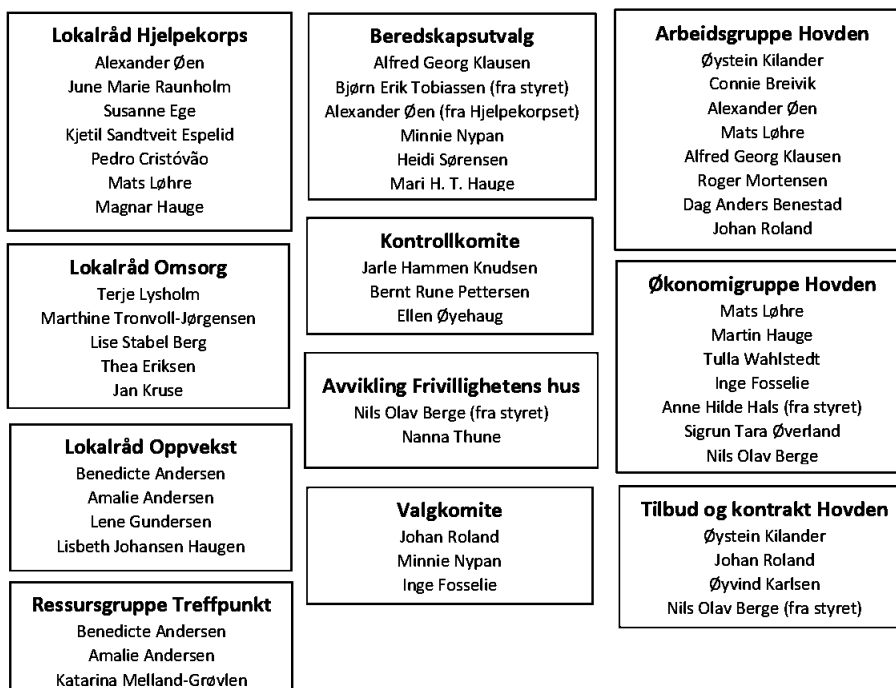 Lokalråd Hjelpekorps
Alexander Øen
June Marie Raunholm
Susanne Ege
Kjetil Sandtveit Espelid
Pedro Cristóvão
Mats Løhre
Magnar Hauge
Lokalråd Omsorg
Terje Lysholm
Marthine Tronvoll-Jørgensen
Lise Stabel Berg
Thea Eriksen
Jan Kruse
Lokalråd Oppvekst
Benedicte Andersen
Amalie Andersen
Lene Gundersen
Lisbeth Johansen Haugen
Ressursgruppe Treffpunkt
Benedicte Andersen
Amalie Andersen
Katarina Melland-Grøvlen
Beredskapsutvalg
Alfred Georg Klausen
Bjørn Erik Tobiassen (fra styret)
Alexander Øen (fra Hjelpekorpset)
Minnie Nypan
Heidi Sørensen
Mari H. T. Hauge
Kontrollkomite
Jarle Hammen Knudsen
Bernt Rune Pettersen
Ellen Øyehaug
Avvikling Frivillighetens hus
Nils Olav Berge (fra styret)
Nanna Thune
Valgkomite
Johan Roland
Minnie Nypan
Inge Fosselie
Arbeidsgruppe Hovden
Øystein Kilander
Connie Breivik
Alexander Øen
Mats Løhre
Alfred Georg Klausen
Roger Mortensen
Dag Anders Benestad
Johan Roland
Økonomigruppe Hovden
Mats Løhre
Martin Hauge
Tulla Wahlstedt
Inge Fosselie
Anne Hilde Hals (fra styret)
Sigrun Tara Øverland
Nils Olav Berge
Tilbud og kontrakt Hovden
Øystein Kilander
Johan Roland
Øyvind Karlsen
Nils Olav Berge (fra styret)